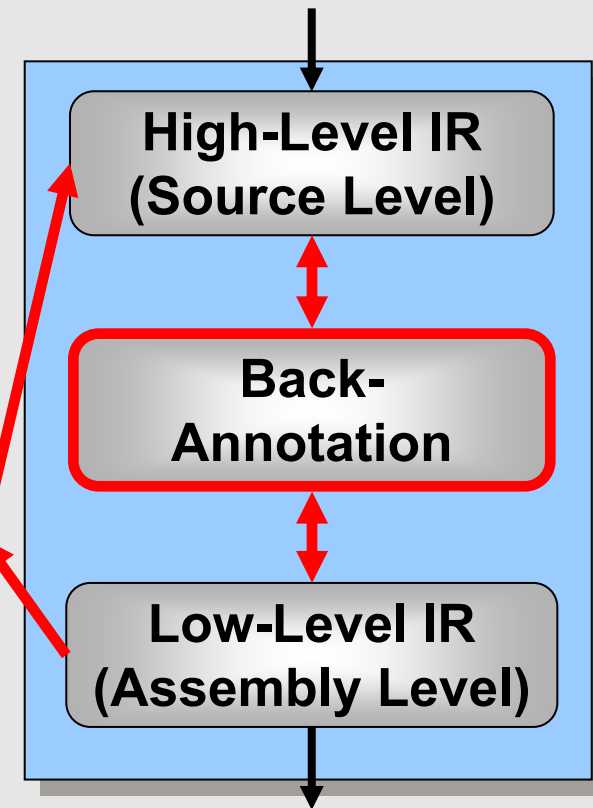 High-Level IR
(Source Level)
Back-
Annotation
Low-Level IR
(Assembly Level)